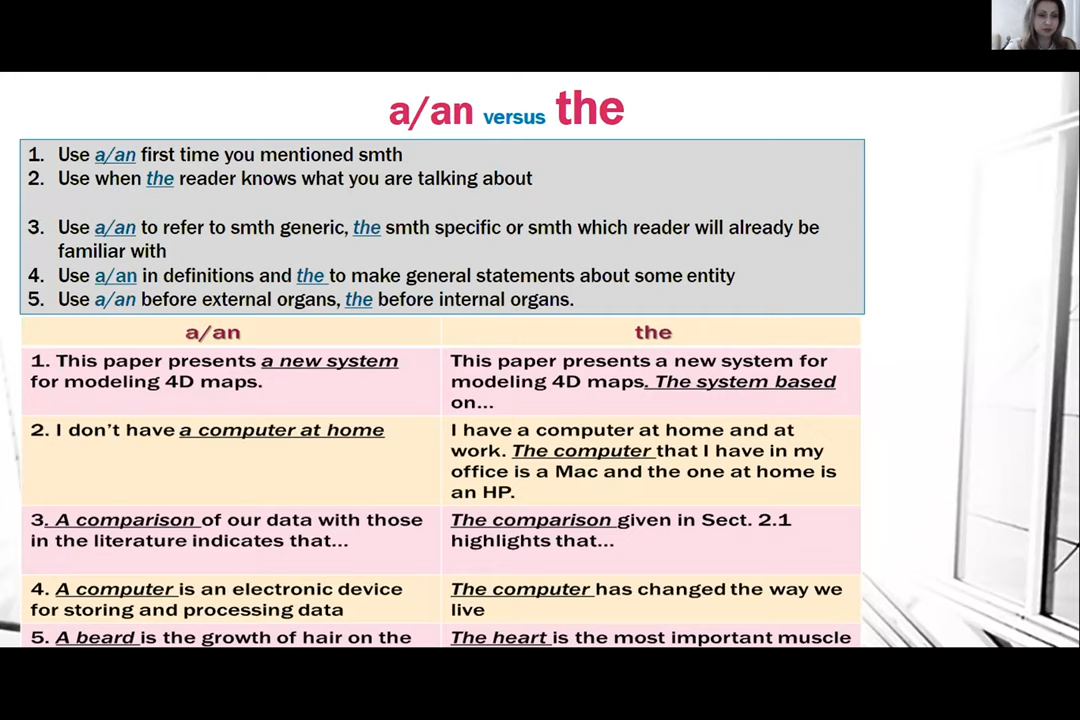 a/an versus the
1. Use a/an first time you mentioned smth
2. Use when the reader knows what you are talking about
3. Use a/an to refer to smth generic, the smth specific or smth which reader will already be
familiar with
4. Use a/an in definitions and the to make general statements about some entity
5. Use a/an before external organs, the before internal organs.
a/an
the
1. This paper presents a new system
for modeling 4D maps.
This paper presents a new system for
modeling 4D maps. The system based
on...
2. I don't have a computer at home
I have a computer at home and at
work. The computer that I have in my
office is a Mac and the one at home is
an HP.
3. A comparison of our data with those
in the literature indicates that...
The comparison given in Sect. 2.1
highlights that...
4. A computer is an electronic device
for storing and processing data
The computer has changed the way we
live
5. A beard is the growth of hair on the
The heart is the most important muscle